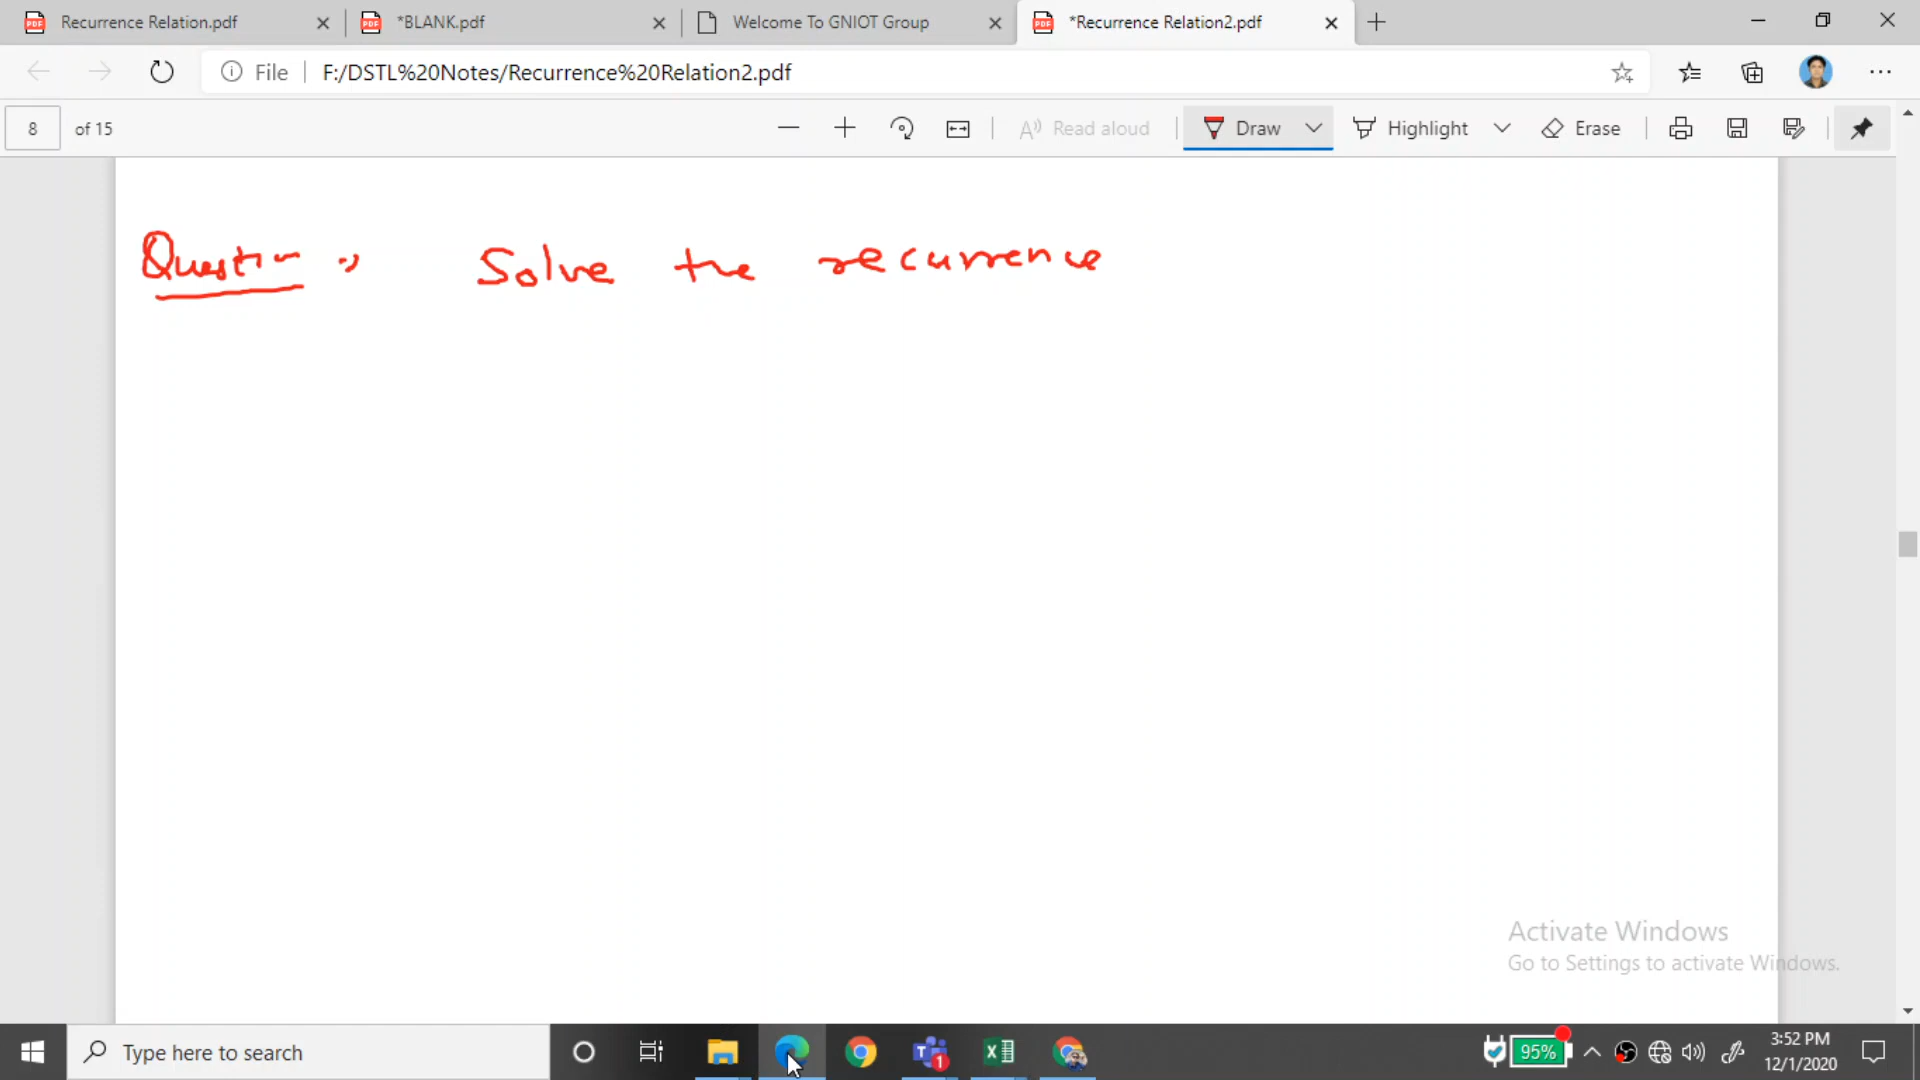 Recurrence Relation.pdf
*BLANK.pdf
Welcome To GNIOT Group
*Recurrence Relation2.pdf
File
F:/DSTL%20Notes/Recurrence%20Relation2.pdf
8 of 15
Read aloud
Draw
Highlight
Erase
Question :> Solve the recurrence
Activate Windows
Go to Settings to activate Windows.
Type here to search
1
95%
3:52 PM
12/1/2020